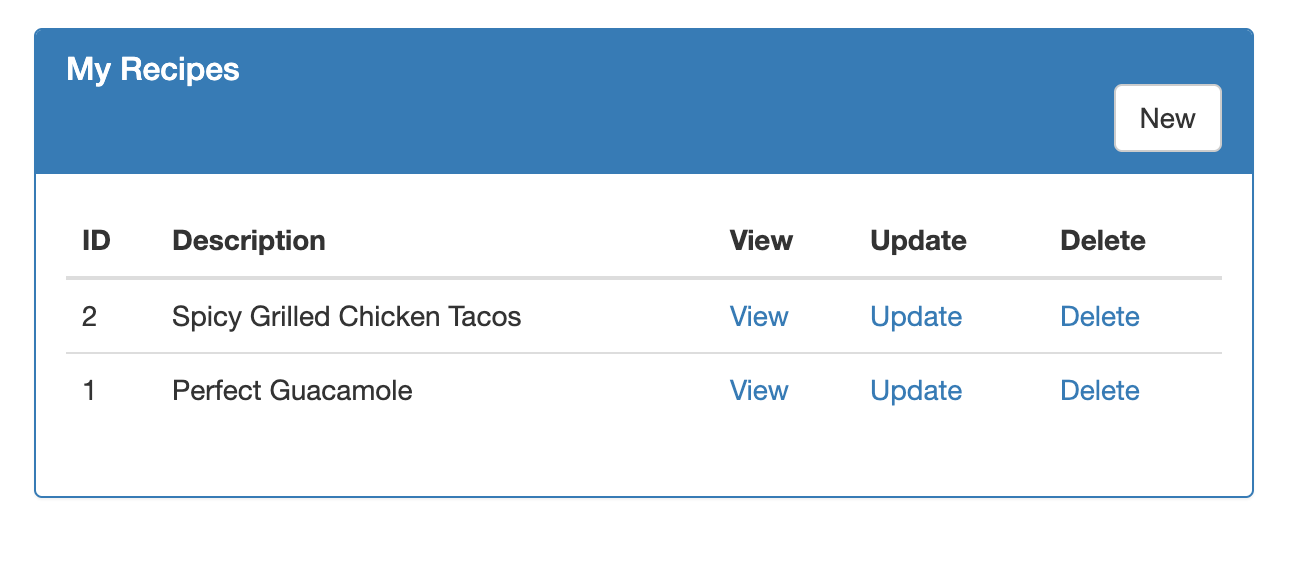 My Recipes
New
ID Description View Update Delete
2 Spicy Grilled Chicken Tacos View Update Delete
1 Perfect Guacamole View Update Delete